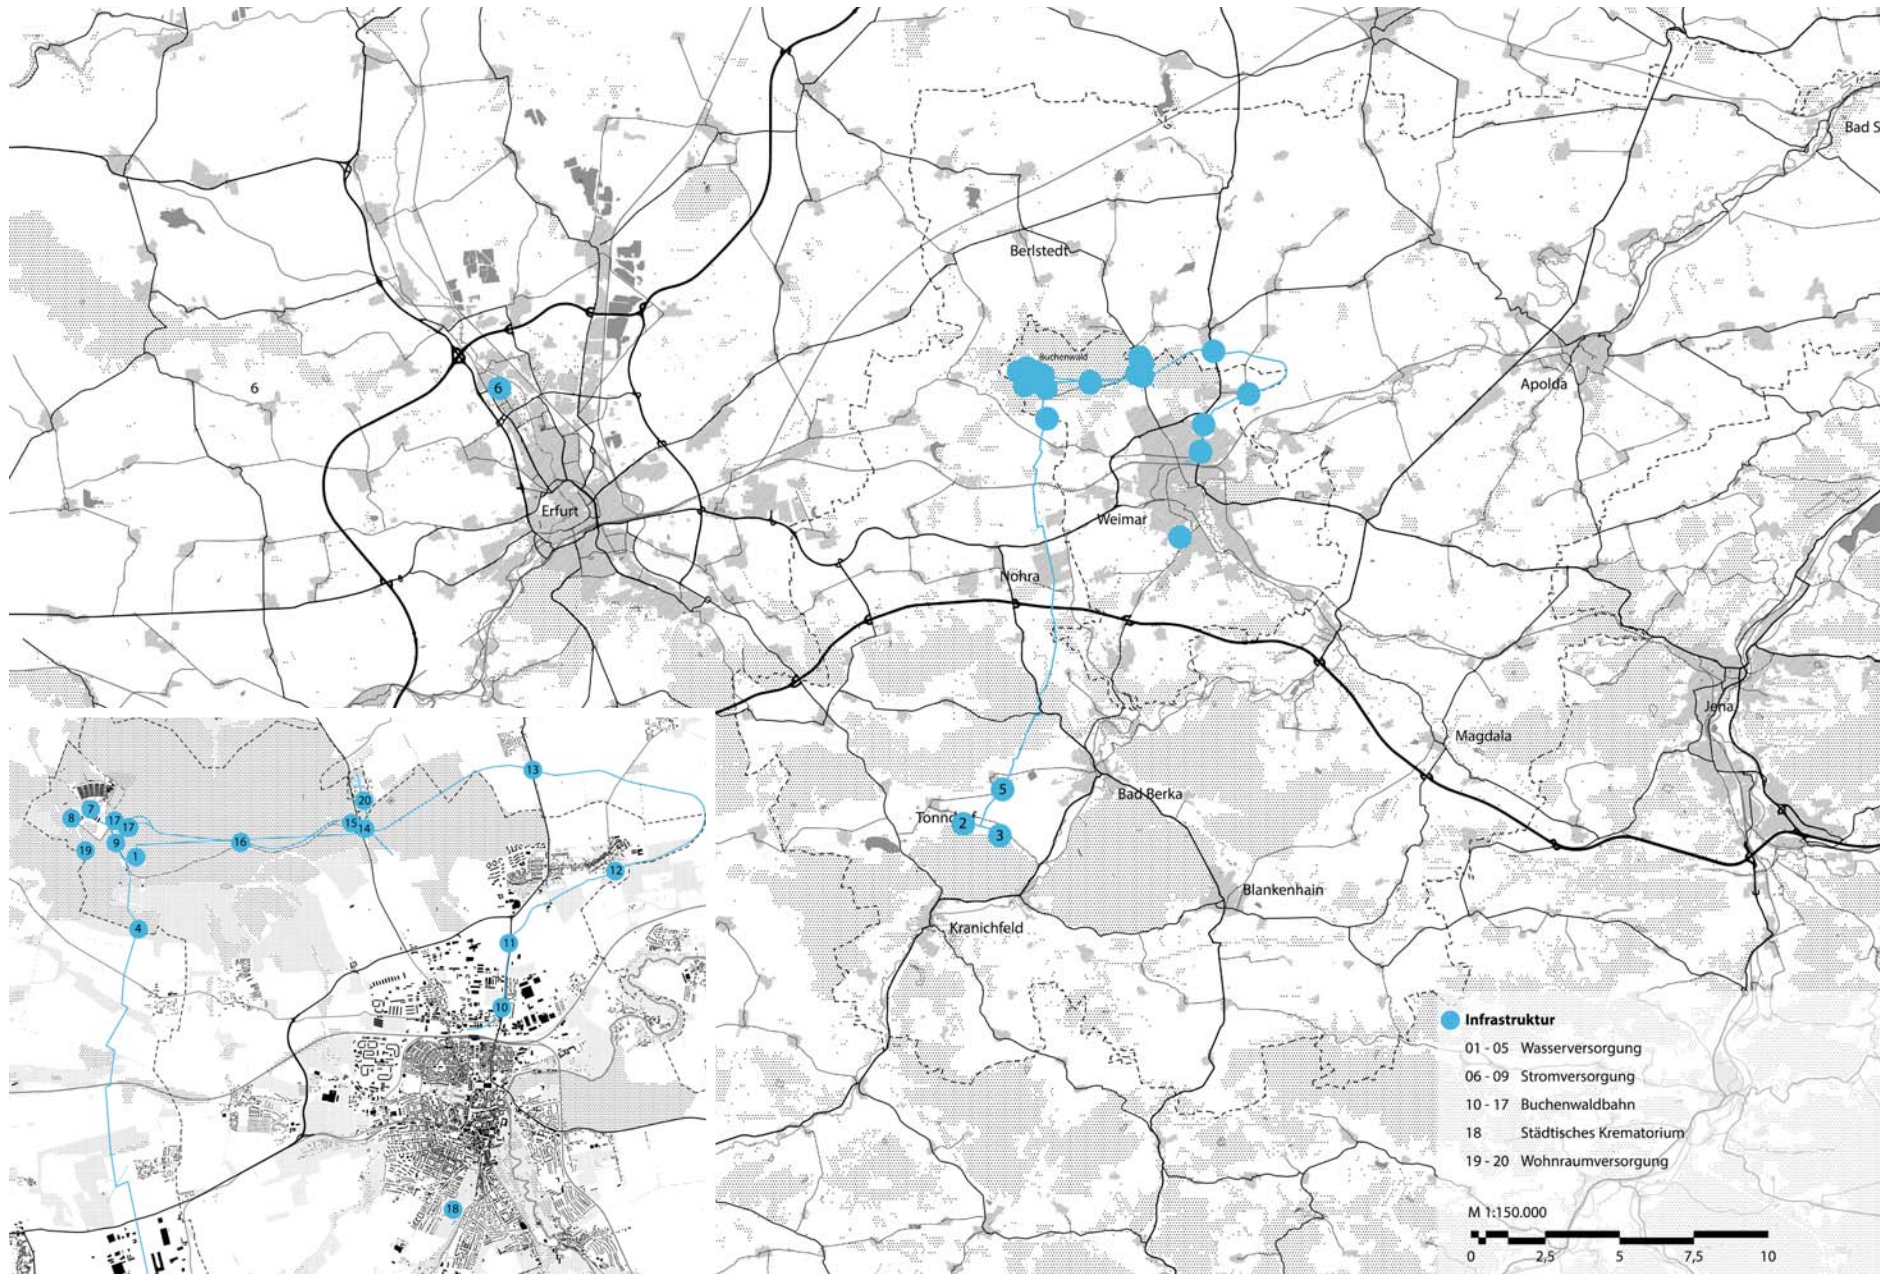 Bad S
Berlstedt
Buchenwald
6
6
Apolda
Erfurt
Weimar
Nohra
Jena
Magdala
5
Bad Berka
Tonndorf
2
3
Blankenhain
Kranichfeld
13
20
7
8
17
17
15
14
9
16
19
1
12
4
11
10
18
Infrastruktur
01 - 05 Wasserversorgung
06 - 09 Stromversorgung
10 - 17 Buchenwaldbahn
18 Städtisches Krematorium
19 - 20 Wohnraumversorgung
M 1:150.000
0 2,5 5 7,5 10